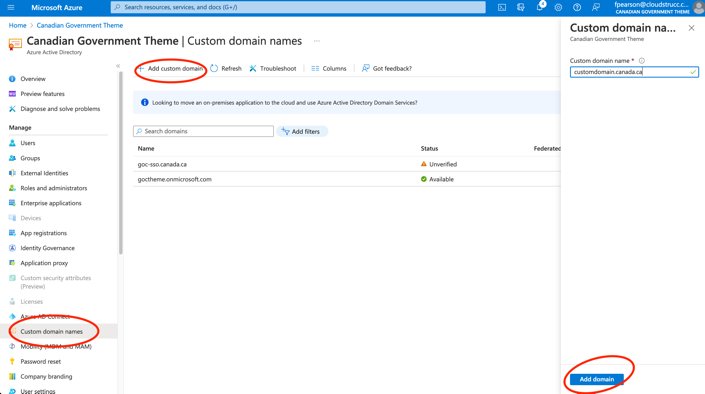 Microsoft Azure
Search resources, services, and docs (G+/)
4
fpearson@cloudstrucc.c...
CANADIAN GOVERNMENT THEME
Home > Canadian Government Theme
Canadian Government Theme | Custom domain names ...
Azure Active Directory
Add custom domain
Refresh
Troubleshoot
Columns
Got feedback?
Looking to move an on-premises application to the cloud and use Azure Active Directory Domain Services?
Search domains
Add filters
Name
Status
Federated
goc-sso.canada.ca
Unverified
goctheme.onmicrosoft.com
Available
Overview
Preview features
Diagnose and solve problems
Manage
Users
Groups
External Identities
Roles and administrators
Enterprise applications
Devices
App registrations
Identity Governance
Application proxy
Custom security attributes
(Preview)
Licenses
Azure AD Connect
Custom domain names
Mobility (MDM and MAM)
Password reset
Company branding
User settings
Custom domain na...
Canadian Government Theme
Custom domain name *
customdomain.canada.ca
Add domain